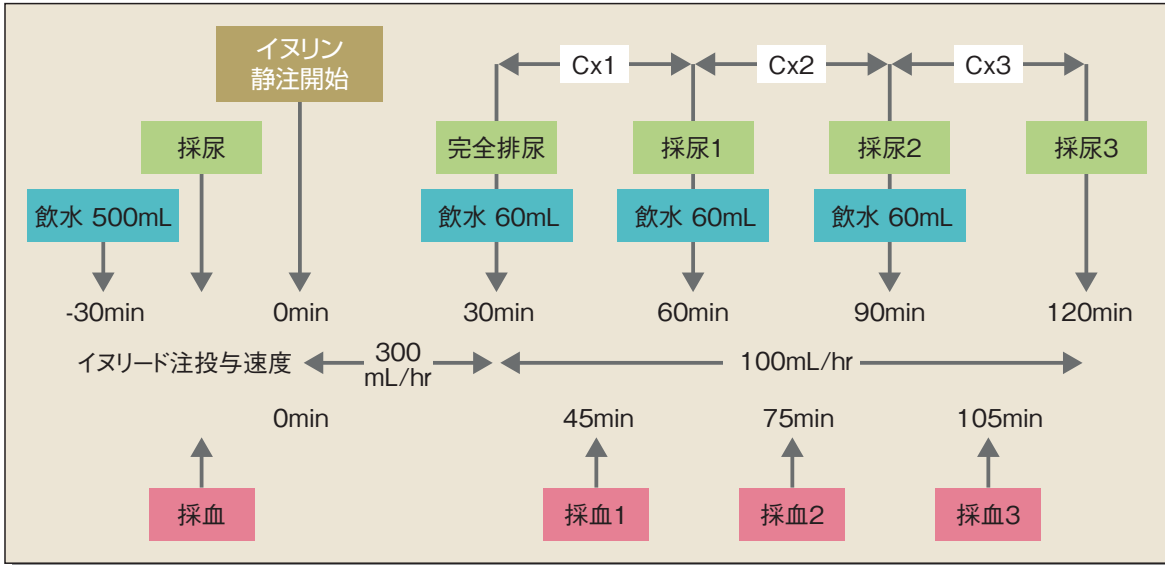 イヌリン
静注開始
Cx1
Cx2
Cx3
採尿
完全排尿
採尿1
採尿2
採尿3
飲水 500mL
飲水 60mL
飲水 60mL
飲水 60mL
-30min
0min
30min
60min
90min
120min
イヌリード注投与速度
300
mL/hr
100mL/hr
0min
45min
75min
105min
採血
採血1
採血2
採血3